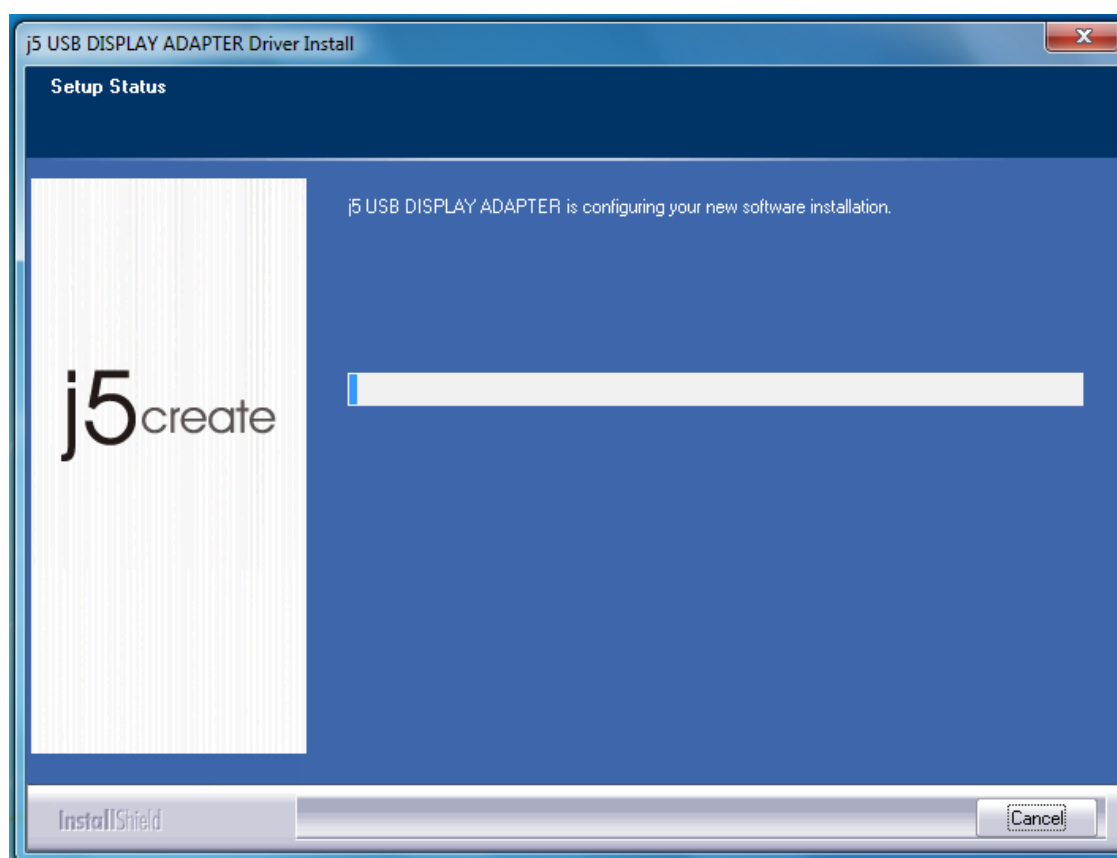 j5 USB DISPLAY ADAPTER Driver Install
Setup Status
j5 USB DISPLAY ADAPTER is configuring your new software installation.
j5create
InstallShield
Cancel